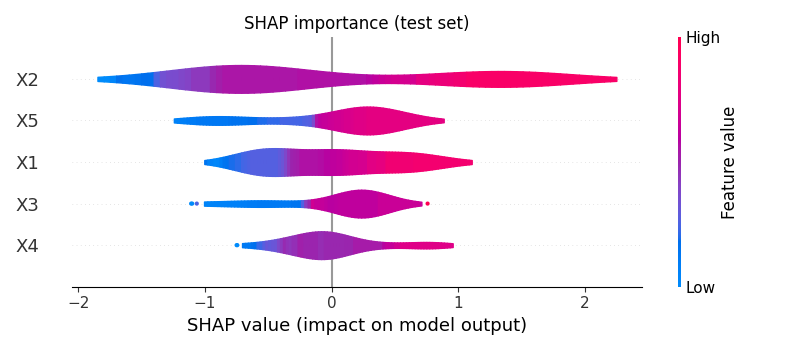 SHAP importance (test set)
High
X2
X5
X1
X3
X4
Feature value
Low
−2
−1
0
1
2
SHAP value (impact on model output)